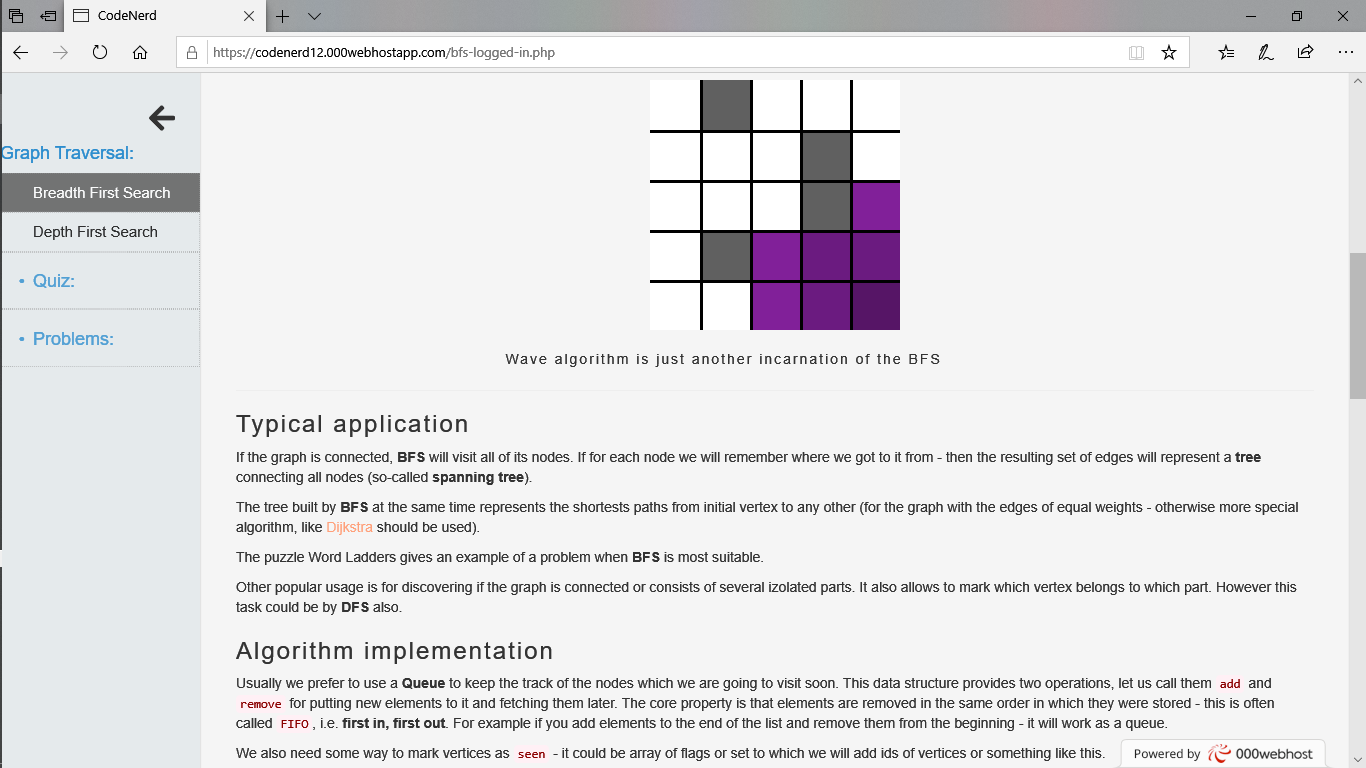 CodeNerd
https://codenerd12.000webhostapp.com/bfs-logged-in.php
Graph Traversal:
Breadth First Search
Depth First Search
• Quiz:
• Problems:
Wave algorithm is just another incarnation of the BFS
Typical application
If the graph is connected, BFS will visit all of its nodes. If for each node we will remember where we got to it from - then the resulting set of edges will represent a tree
connecting all nodes (so-called spanning tree).
The tree built by BFS at the same time represents the shortests paths from initial vertex to any other (for the graph with the edges of equal weights - otherwise more special
algorithm, like Dijkstra should be used).
The puzzle Word Ladders gives an example of a problem when BFS is most suitable.
Other popular usage is for discovering if the graph is connected or consists of several izolated parts. It also allows to mark which vertex belongs to which part. However this
task could be by DFS also.
Algorithm implementation
Usually we prefer to use a Queue to keep the track of the nodes which we are going to visit soon. This data structure provides two operations, let us call them add and
remove for putting new elements to it and fetching them later. The core property is that elements are removed in the same order in which they were stored - this is often
called FIFO, i.e. first in, first out. For example if you add elements to the end of the list and remove them from the beginning - it will work as a queue.
We also need some way to mark vertices as seen - it could be array of flags or set to which we will add ids of vertices or something like this.
Powered by 000webhost